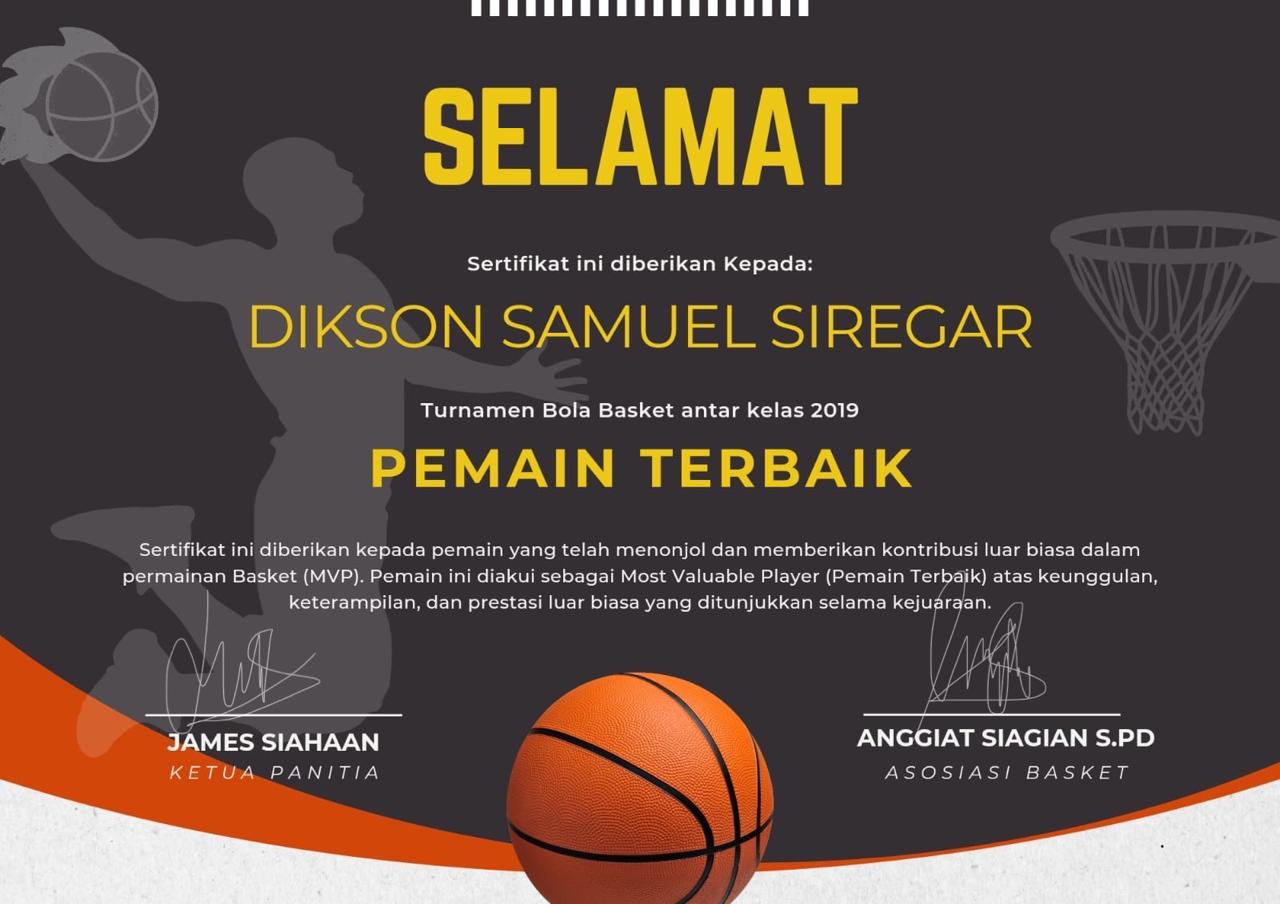 SELAMAT
Sertifikat ini diberikan Kepada:
DIKSON SAMUEL SIREGAR
Turnamen Bola Basket antar kelas 2019
PEMAIN TERBAIK
Sertifikat ini diberikan kepada pemain yang telah menonjol dan memberikan kontribusi luar biasa dalam
permainan Basket (MVP). Pemain ini diakui sebagai Most Valuable Player (Pemain Terbaik) atas keunggulan,
keterampilan, dan prestasi luar biasa yang ditunjukkan selama kejuaraan.
JAMES SIAHAAN
KETUA PANITIA
ANGGIAT SIAGIAN S.PD
ASOSIASI BASKET